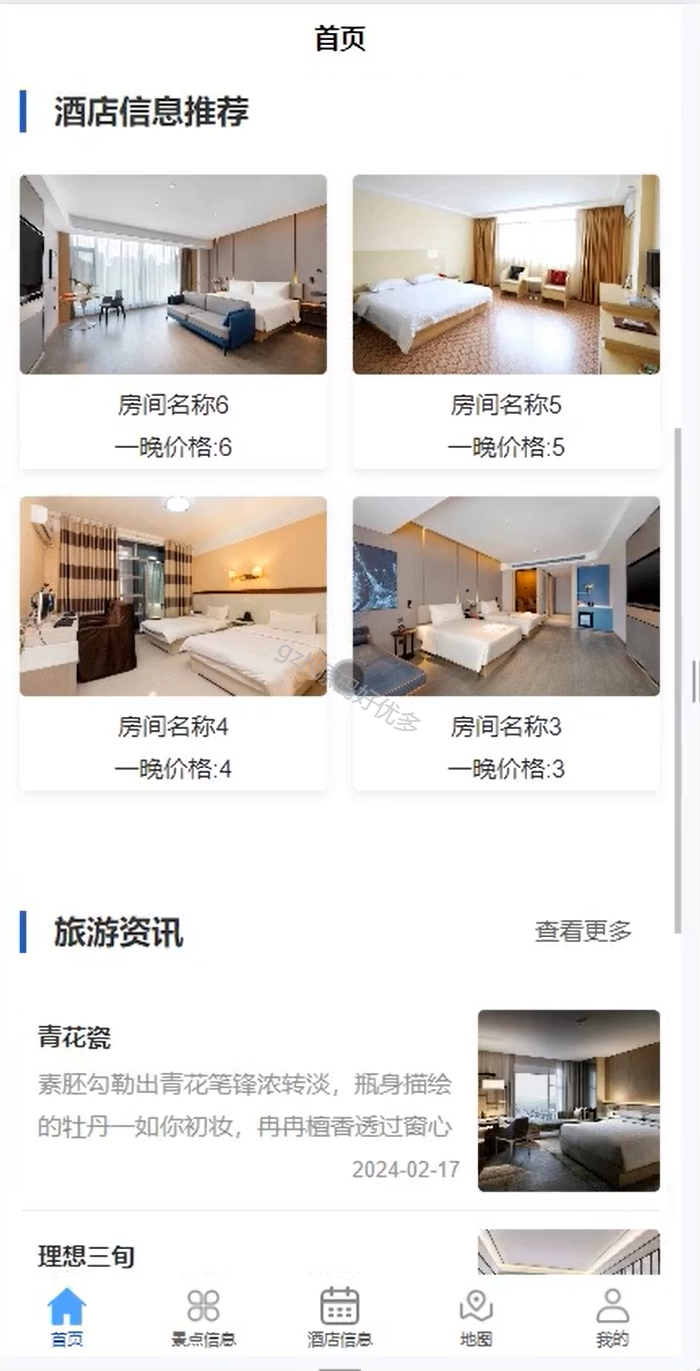 首页
酒店信息推荐
房间名称6
一晚价格:6
房间名称5
一晚价格:5
房间名称4
一晚价格:4
房间名称3
一晚价格:3
旅游资讯
查看更多
青花瓷
素胚勾勒出青花笔锋浓转淡，瓶身描绘
的牡丹一如你初妆，冉冉檀香透过窗心
2024-02-17
理想三旬
首页
景点信息
酒店信息
地图
我的